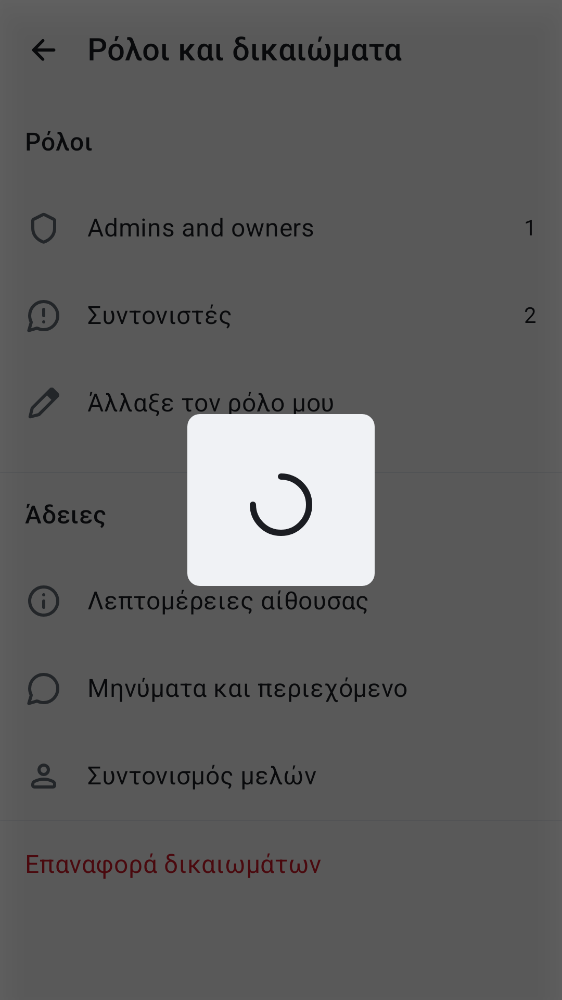 Ρόλοι και δικαιώματα
Ρόλοι
Admins and owners 1
Συντονιστές 2
Άλλαξε τον ρόλο μου
Άδειες
Λεπτομέρειες αίθουσας
Μηνύματα και περιεχόμενο
Συντονισμός μελών
Επαναφορά δικαιωμάτων